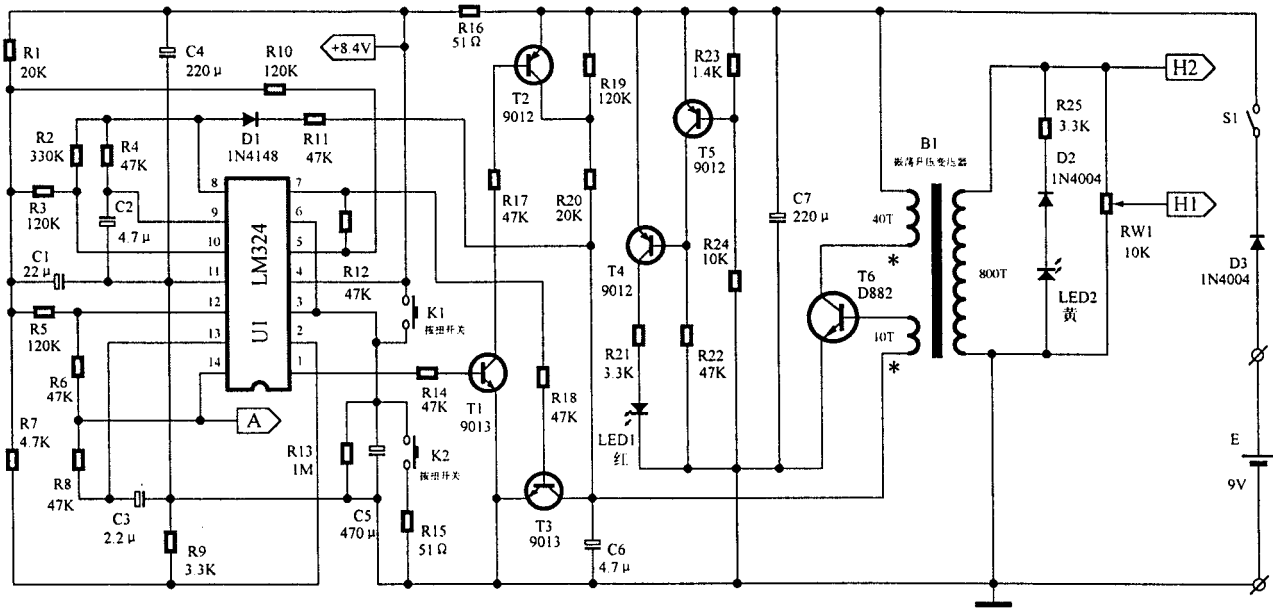 R1
20K
C4
220μ
R10
120K
+8.4V
R16
51Ω
T2
9012
R19
120K
R23
1.4K
T5
9012
B1
振荡升压变压器
H2
R25
3.3K
D2
1N4004
S1
R2
330K
R4
47K
D1
1N4148
R11
47K
R17
47K
R20
20K
C7
220μ
40T
H1
RW1
10K
R3
120K
C2
4.7μ
8
9
10
11
12
13
14
7
6
5
4
3
2
1
LM324
U1
C1
22μ
R12
47K
K1
按扭开关
T4
9012
R24
10K
*
T6
D882
800T
LED2
黄
D3
1N4004
R5
120K
R6
47K
R14
47K
T1
9013
R18
47K
R21
3.3K
R22
47K
10T
*
R7
4.7K
A
R8
47K
R13
1M
K2
按扭开关
LED1
红
E
9V
C3
2.2μ
C5
470μ
R15
51Ω
T3
9013
R9
3.3K
C6
4.7μ